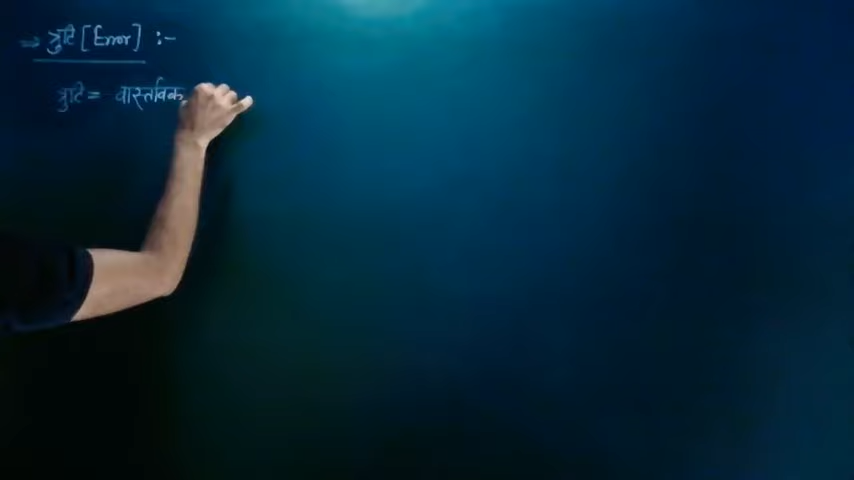 ⇒ त्रुटि [Error] :-
त्रुटि = वास्तविक